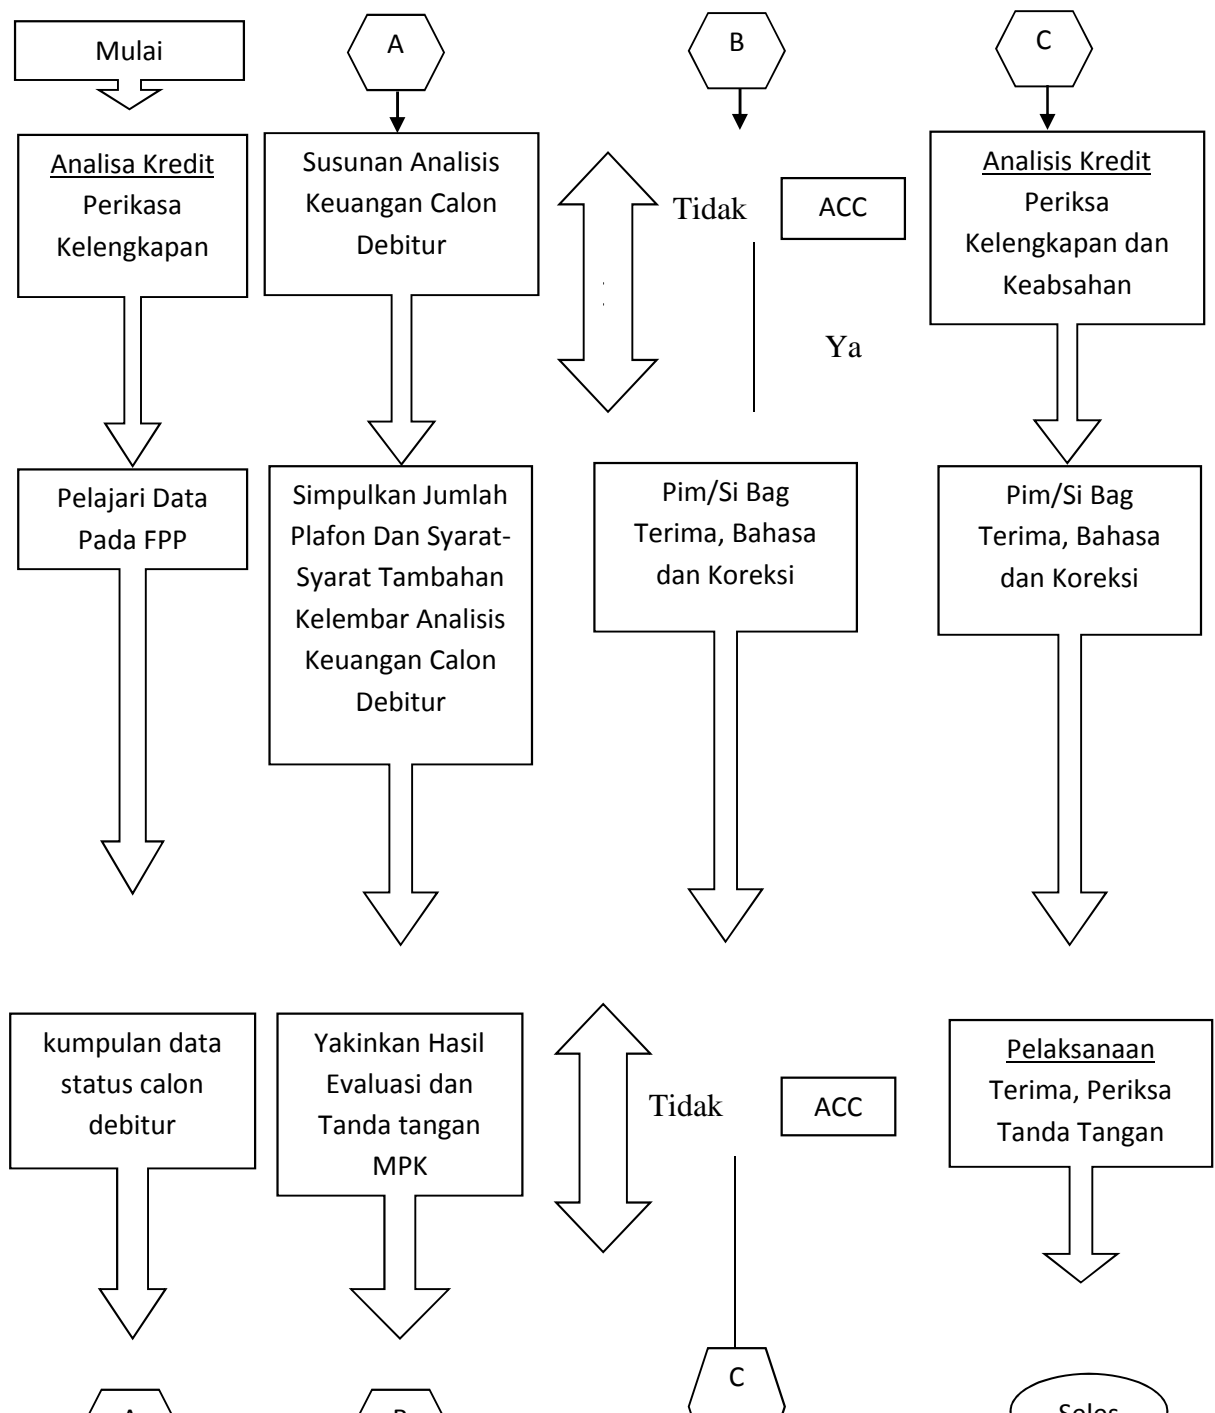 Mulai
Analisa Kredit
Perikasa
Kelengkapan
Pelajari Data
Pada FPP
kumpulan data
status calon
debitur
A
A
Susunan Analisis
Keuangan Calon
Debitur
Simpulkan Jumlah
Plafon Dan Syarat-
Syarat Tambahan
Kelembar Analisis
Keuangan Calon
Debitur
Yakinkan Hasil
Evaluasi dan
Tanda tangan
MPK
B
B
Tidak
ACC
Ya
Pim/Si Bag
Terima, Bahasa
dan Koreksi
Tidak
ACC
C
C
Analisis Kredit
Periksa
Kelengkapan dan
Keabsahan
Pim/Si Bag
Terima, Bahasa
dan Koreksi
Pelaksanaan
Terima, Periksa
Tanda Tangan
Seles